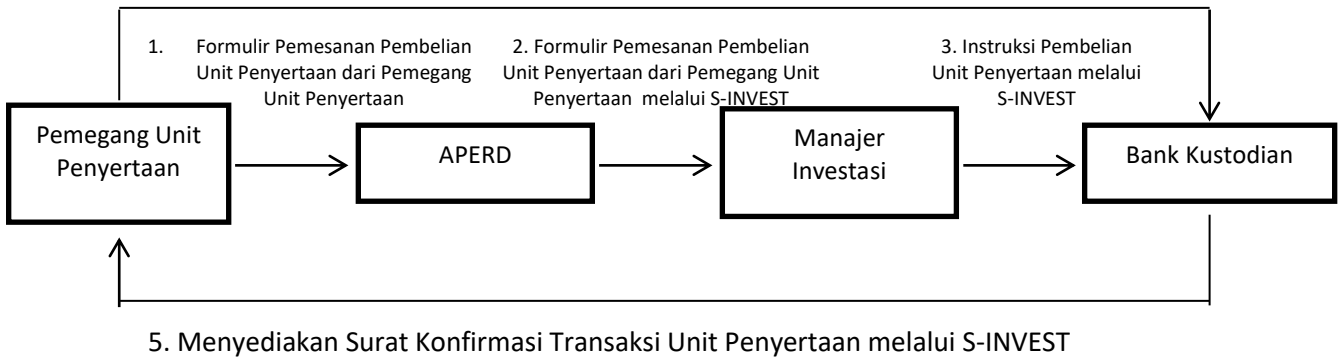 1. Formulir Pemesanan Pembelian
Unit Penyertaan dari Pemegang
Unit Penyertaan
2. Formulir Pemesanan Pembelian
Unit Penyertaan dari Pemegang Unit
Penyertaan melalui S-INVEST
3. Instruksi Pembelian
Unit Penyertaan melalui
S-INVEST
Pemegang Unit
Penyertaan
APERD
Manajer
Investasi
Bank Kustodian
5. Menyediakan Surat Konfirmasi Transaksi Unit Penyertaan melalui S-INVEST